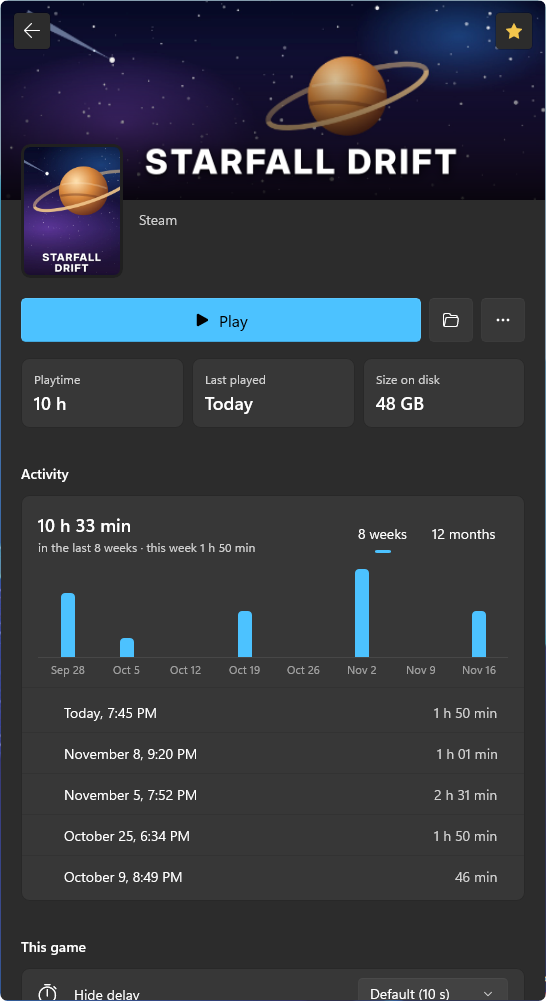 STARFALL DRIFT
STARFALL
DRIFT
Steam
Play
Playtime
10 h
Last played
Today
Size on disk
48 GB
Activity
10 h 33 min
in the last 8 weeks · this week 1 h 50 min
8 weeks
12 months
Sep 28 Oct 5 Oct 12 Oct 19 Oct 26 Nov 2 Nov 9 Nov 16
Today, 7:45 PM 1 h 50 min
November 8, 9:20 PM 1 h 01 min
November 5, 7:52 PM 2 h 31 min
October 25, 6:34 PM 1 h 50 min
October 9, 8:49 PM 46 min
This game
Hide delay Default (10 s)